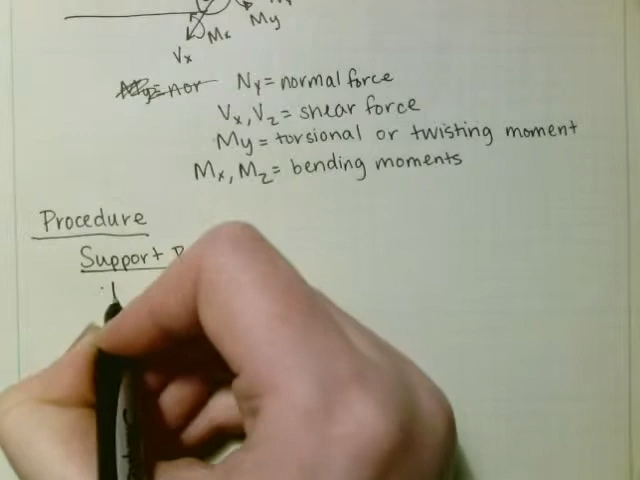 Mx My
Vx
Ny = normal force
Vx, Vz = shear force
My = torsional or twisting moment
Mx, Mz = bending moments
Procedure
Support